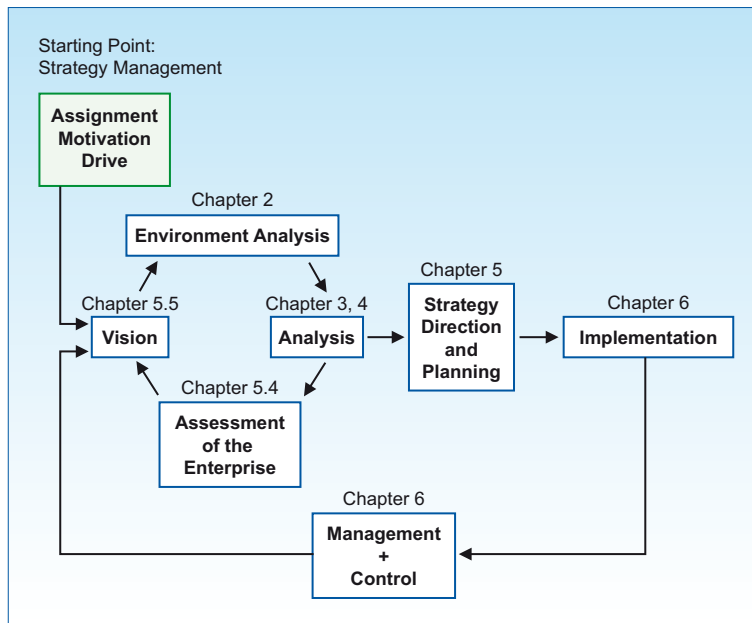 Starting Point:
Strategy Management
Assignment
Motivation
Drive
Chapter 2
Environment Analysis
Chapter 5.5
Vision
Chapter 3, 4
Analysis
Chapter 5
Strategy
Direction
and
Planning
Chapter 6
Implementation
Chapter 5.4
Assessment
of the
Enterprise
Chapter 6
Management
+
Control